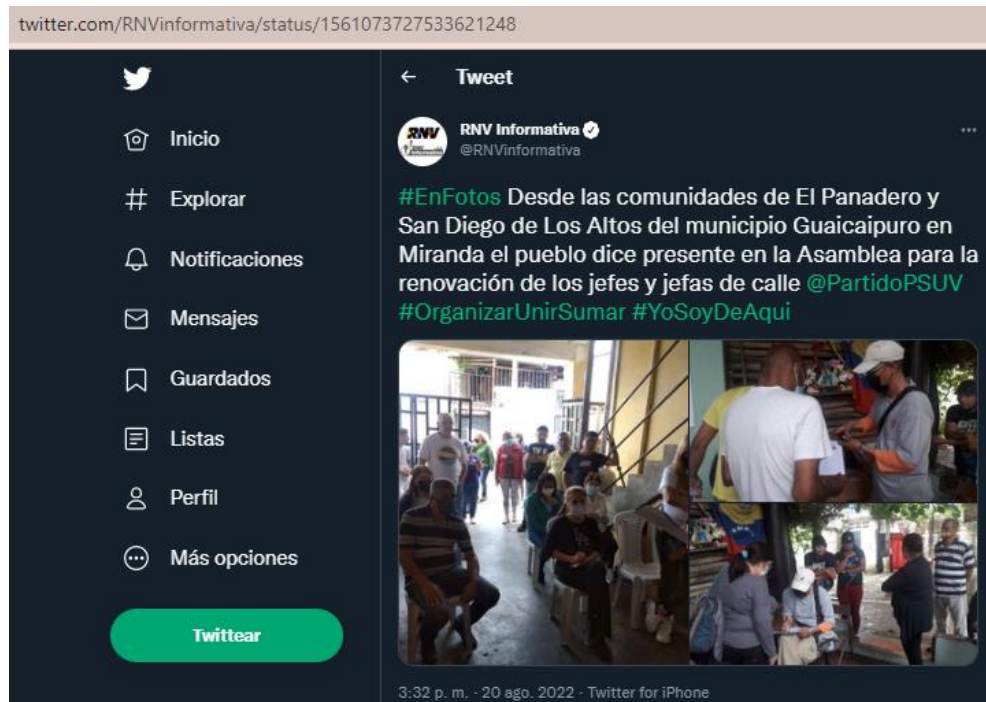 twitter.com/RNVinformativa/status/1561073727533621248
Inicio
Explorar
Notificaciones
Mensajes
Guardados
Listas
Perfil
Más opciones
Twittear
← Tweet
RNV
RNV Informativa
@RNVinformativa
#EnFotos Desde las comunidades de El Panadero y
San Diego de Los Altos del municipio Guaicaipuro en
Miranda el pueblo dice presente en la Asamblea para la
renovación de los jefes y jefas de calle @PartidoPSUV
#OrganizarUnirSumar #YoSoyDeAqui
3:32 p. m. · 20 ago. 2022 · Twitter for iPhone